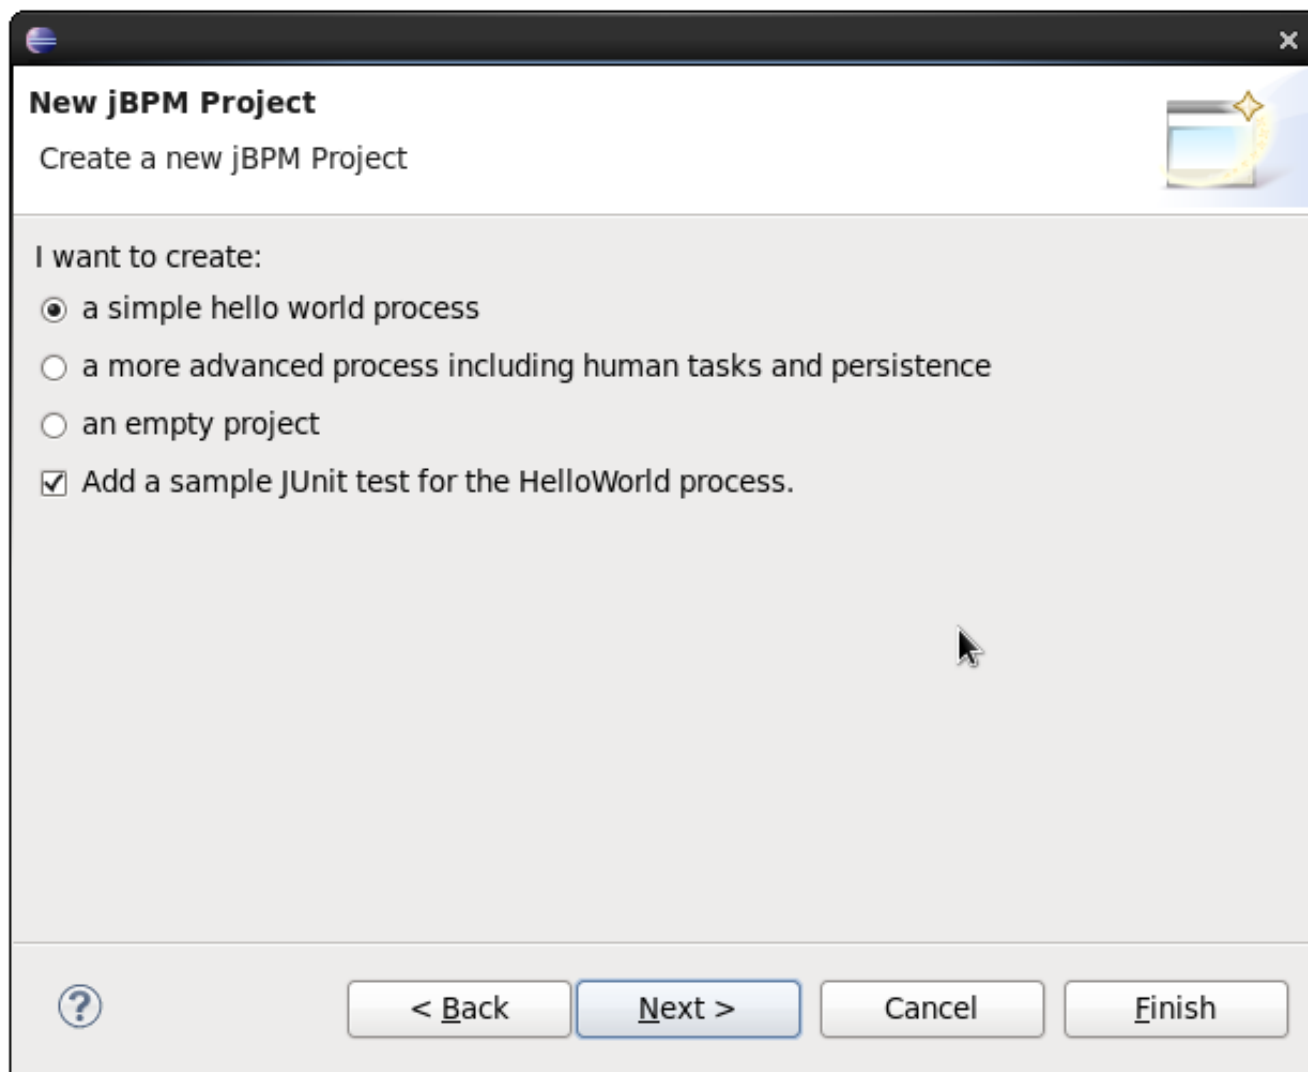 New jBPM Project
Create a new jBPM Project
I want to create:
a simple hello world process
a more advanced process including human tasks and persistence
an empty project
Add a sample JUnit test for the HelloWorld process.
? < Back Next > Cancel Finish